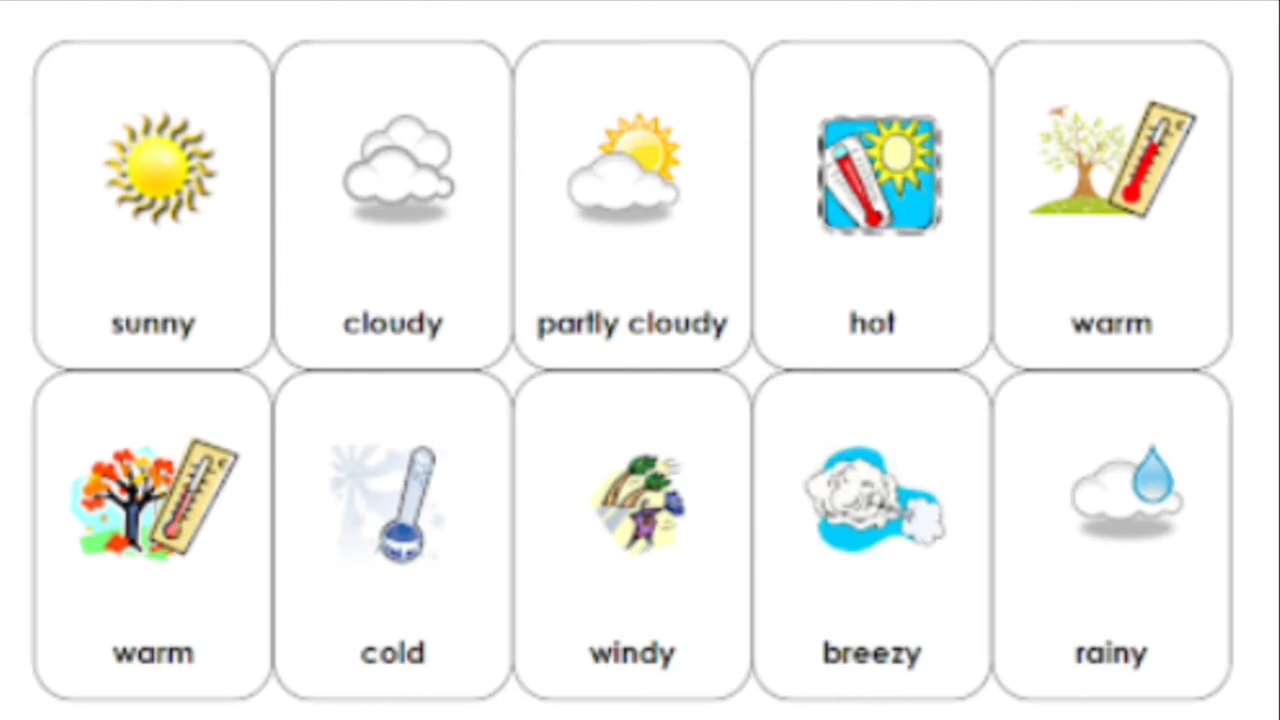 sunny
cloudy
partly cloudy
hot
warm
warm
cold
windy
breezy
rainy